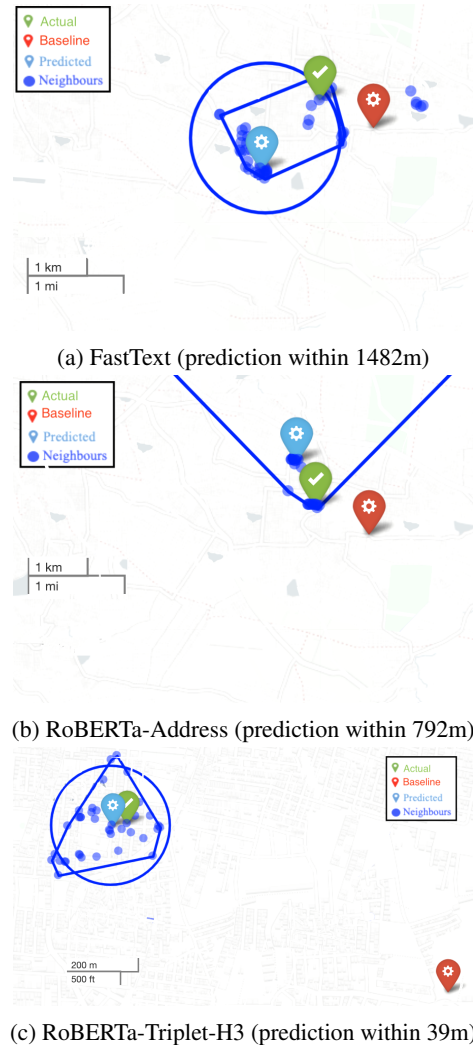 Actual
Baseline
Predicted
Neighbours
1 km
1 mi
(a) FastText (prediction within 1482m)
Actual
Baseline
Predicted
Neighbours
1 km
1 mi
(b) RoBERTa-Address (prediction within 792m)
Actual
Baseline
Predicted
Neighbours
200 m
500 ft
(c) RoBERTa-Triplet-H3 (prediction within 39m)